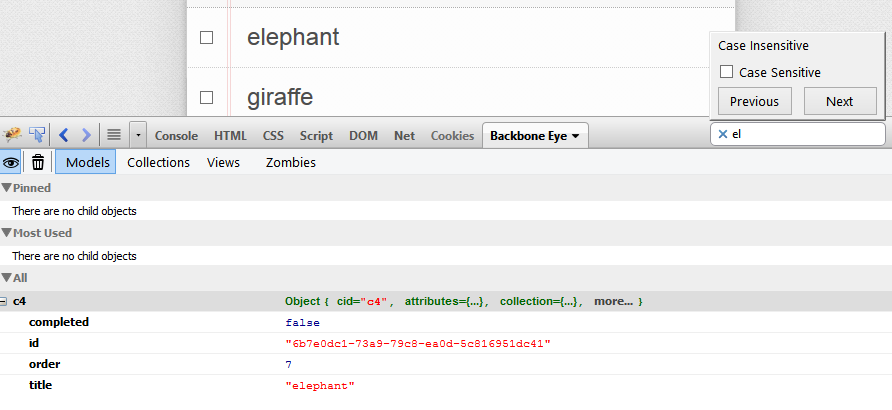 elephant
giraffe
Case Insensitive
Case Sensitive
Previous Next
Console HTML CSS Script DOM Net Cookies Backbone Eye el
Models Collections Views Zombies
Pinned
There are no child objects
Most Used
There are no child objects
All
c4 Object { cid="c4", attributes={...}, collection={...}, more... }
completed false
id "6b7e0dc1-73a9-79c8-ea0d-5c816951dc41"
order 7
title "elephant"